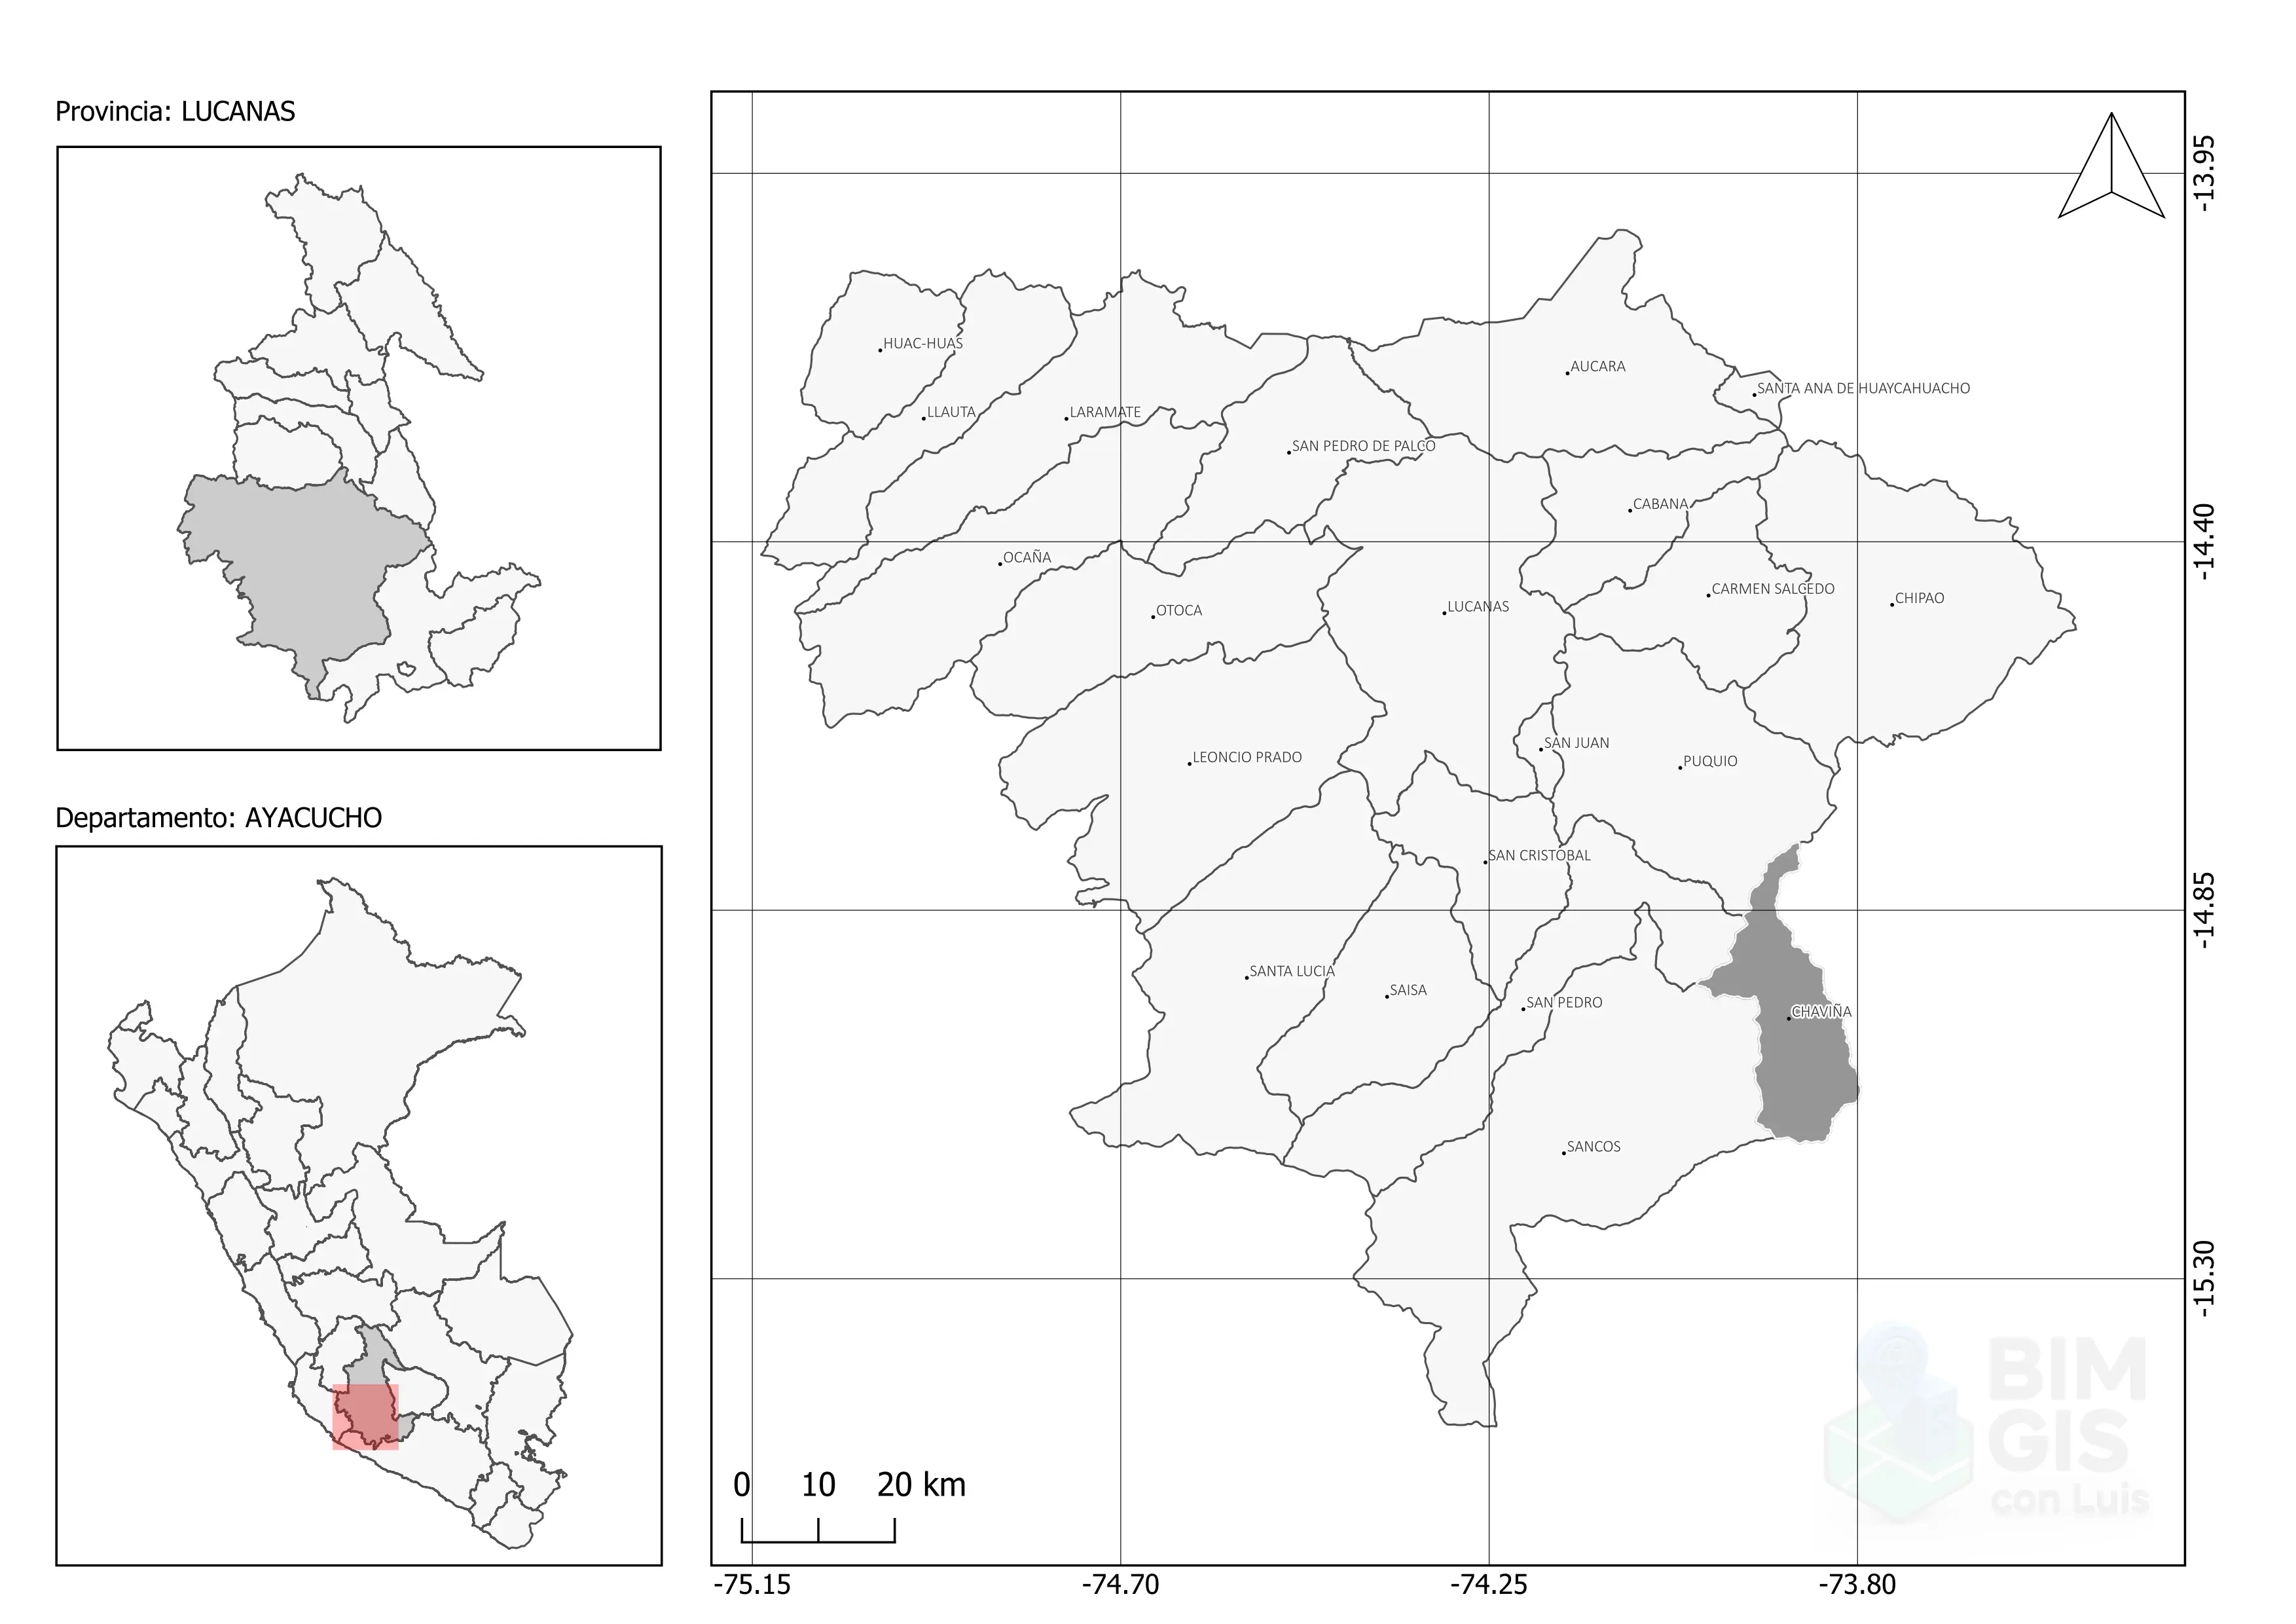 Provincia: LUCANAS
Departamento: AYACUCHO
-13.95
-14.40
-14.85
-15.30
HUAC-HUAS
AUCARA
SANTA ANA DE HUAYCAHUACHO
LLAUTA
LARAMATE
SAN PEDRO DE PALCO
CABANA
OCAÑA
CARMEN SALCEDO
CHIPAO
OTOCA
LUCANAS
SAN JUAN
LEONCIO PRADO
PUQUIO
SAN CRISTOBAL
SANTA LUCIA
SAISA
SAN PEDRO
CHAVIÑA
SANCOS
BIM
GIS
con Luis
0 10 20 km
-75.15 -74.70 -74.25 -73.80